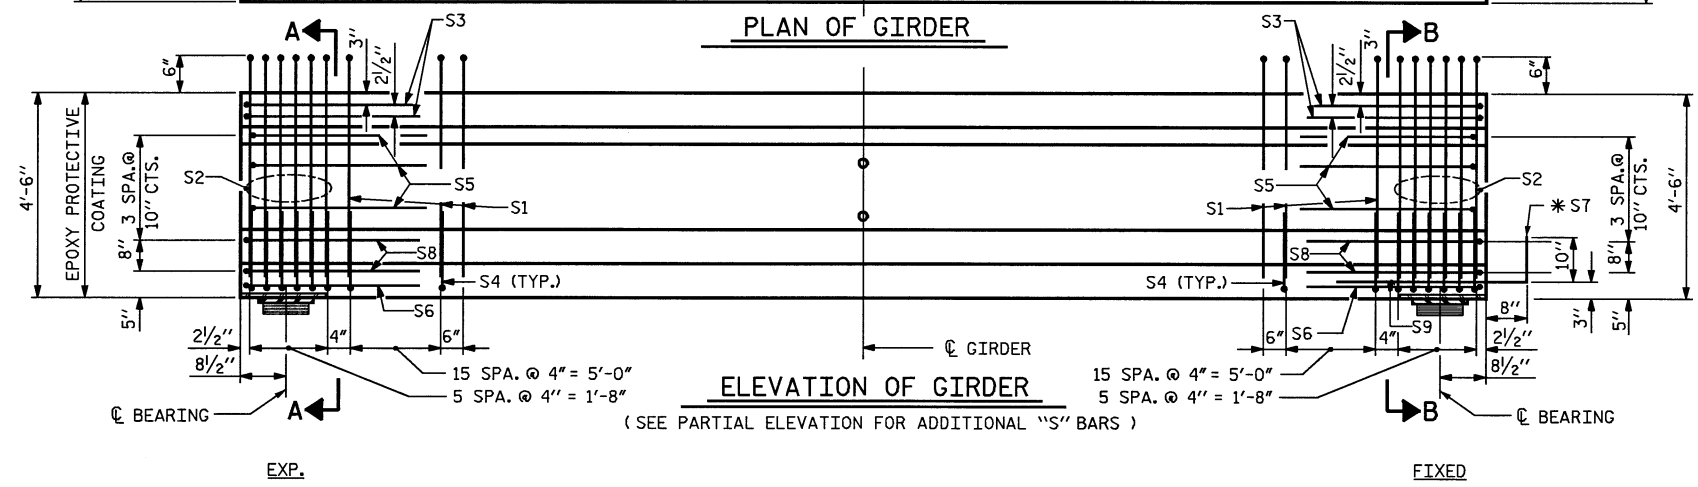 PLAN OF GIRDER
A
S3
3"
2½"
6"
S3
2½"
3"
B
6"
4'-6"
EPOXY PROTECTIVE
COATING
3 SPA.@
10" CTS.
8"
5"
S2
S5
S1
S8
S4 (TYP.)
S6
S5
S1
S8
S4 (TYP.)
S6
S9
S2
* S7
10"
3 SPA.@
10" CTS.
8"
4'-6"
8"
3"
5"
2½"
8½"
4"
6"
℄ GIRDER
6"
4"
2½"
8½"
15 SPA. @ 4" = 5'-0"
5 SPA. @ 4" = 1'-8"
15 SPA. @ 4" = 5'-0"
5 SPA. @ 4" = 1'-8"
℄ BEARING
A
ELEVATION OF GIRDER
(SEE PARTIAL ELEVATION FOR ADDITIONAL "S" BARS )
B
℄ BEARING
EXP.
FIXED